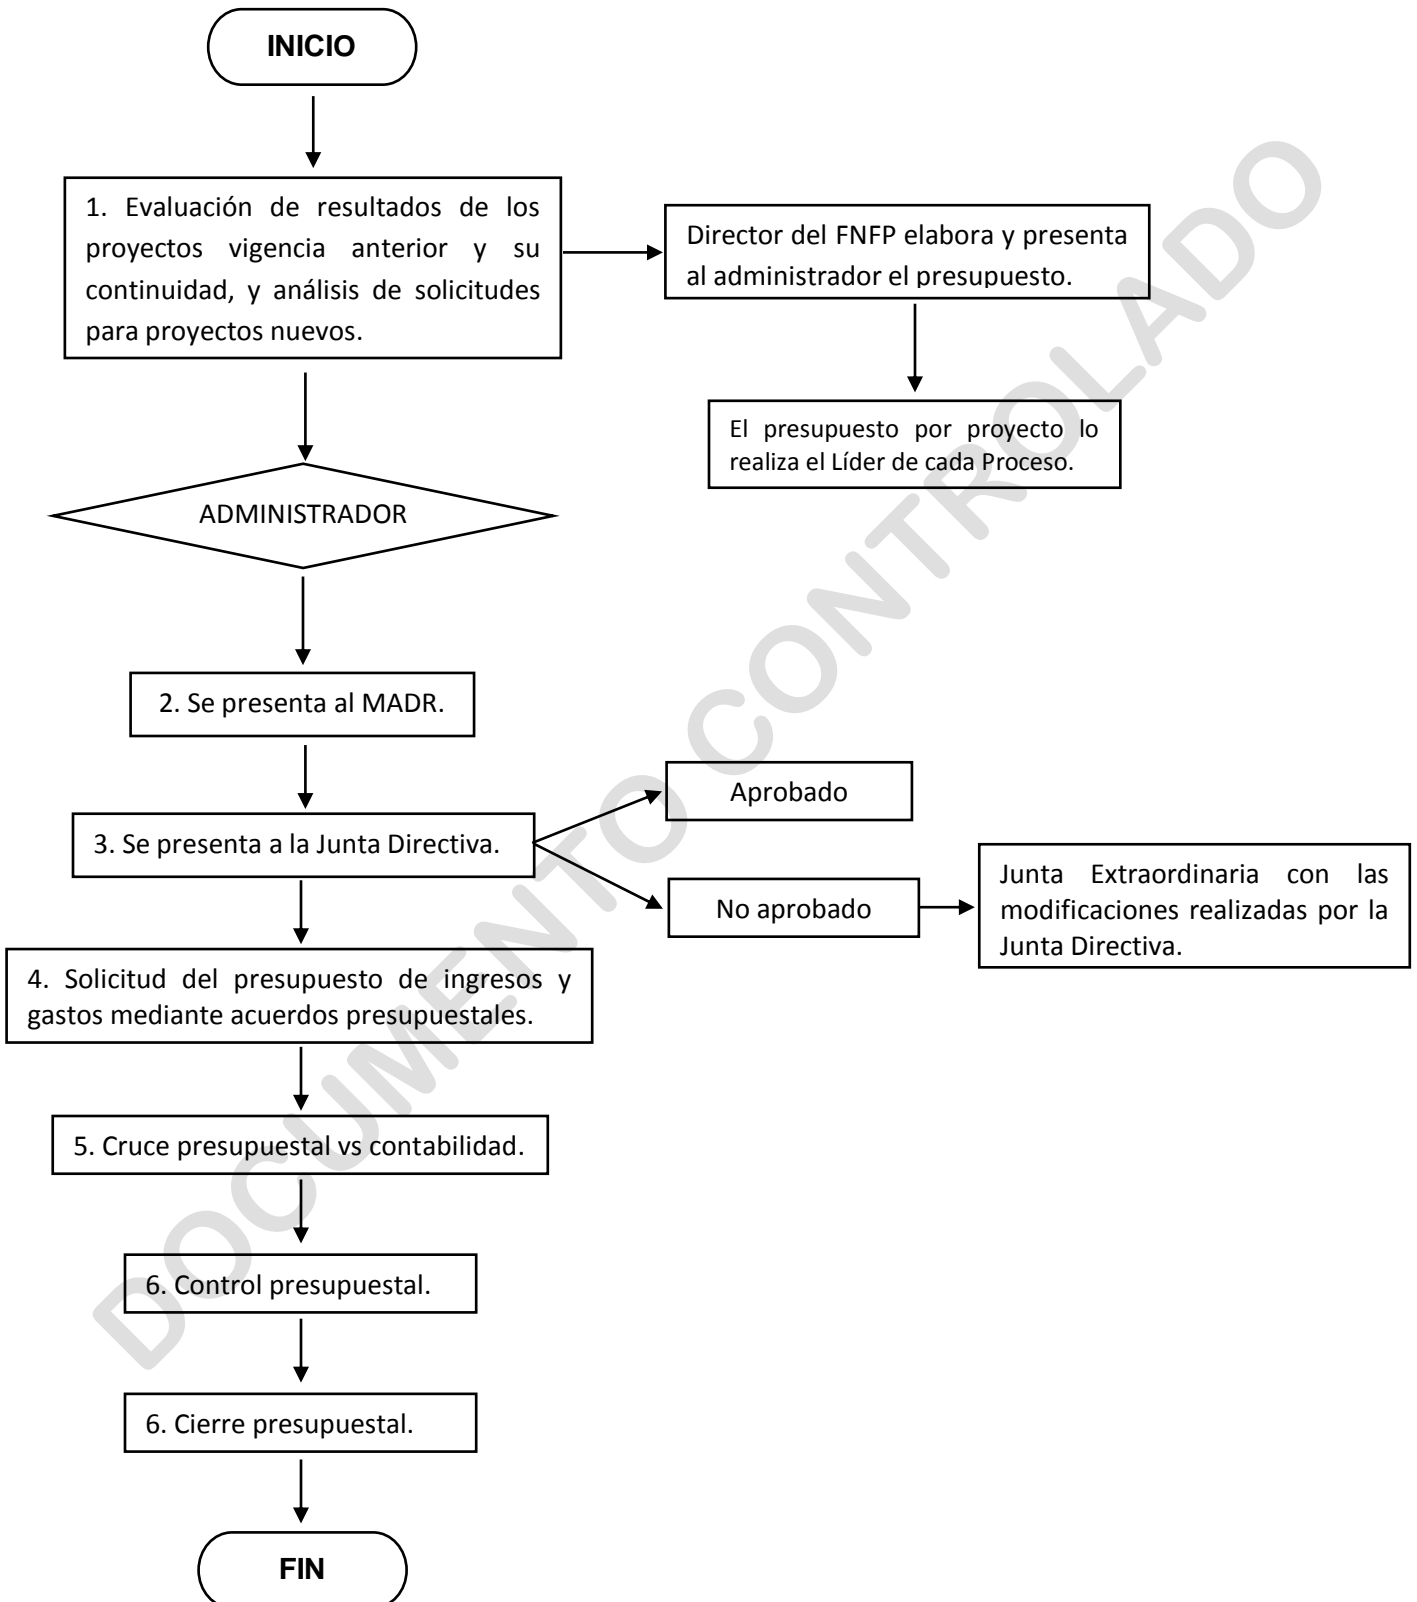 INICIO
1. Evaluación de resultados de los
proyectos vigencia anterior y su
continuidad, y análisis de solicitudes
para proyectos nuevos.
Director del FNFP elabora y presenta
al administrador el presupuesto.
El presupuesto por proyecto lo
realiza el Líder de cada Proceso.
ADMINISTRADOR
2. Se presenta al MADR.
3. Se presenta a la Junta Directiva.
Aprobado
No aprobado
Junta Extraordinaria con las
modificaciones realizadas por la
Junta Directiva.
4. Solicitud del presupuesto de ingresos y
gastos mediante acuerdos presupuestales.
5. Cruce presupuestal vs contabilidad.
6. Control presupuestal.
6. Cierre presupuestal.
FIN
DOCUMENTO CONTROLADO